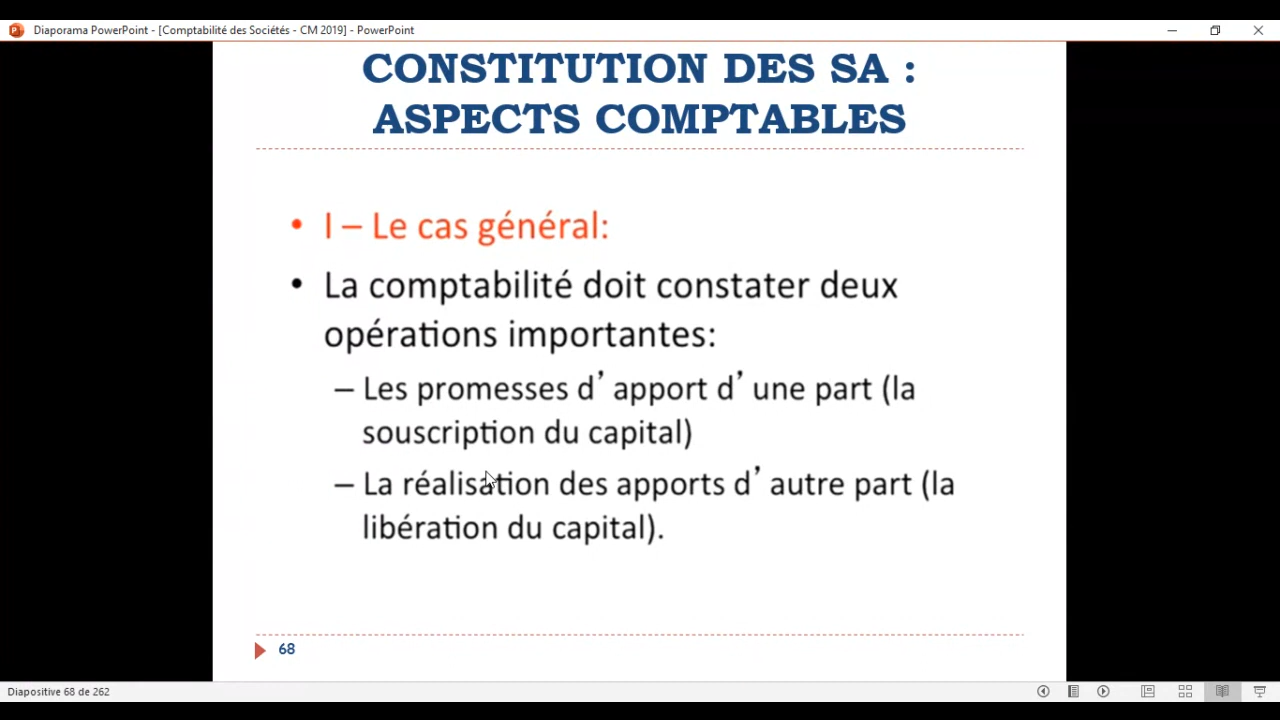 Diaporama PowerPoint - [Comptabilité des Sociétés - CM 2019] - PowerPoint
CONSTITUTION DES SA :
ASPECTS COMPTABLES
• I – Le cas général:
• La comptabilité doit constater deux
opérations importantes:
– Les promesses d’ apport d’ une part (la
souscription du capital)
– La réalisation des apports d’ autre part (la
libération du capital).
68
Diapositive 68 de 262